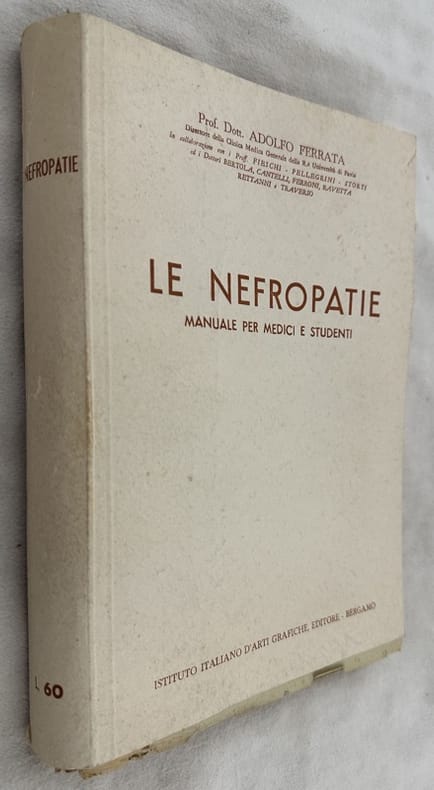 Prof. Dott. ADOLFO FERRATA
Direttore della Clinica Medica Generale della R.a Università di Pavia
In collaborazione con i Prof. PIRICHI - PELLEGRINI - STORTI
ed i Dottori BERTOLA, CANTELLI, FERRONI, RAVETTA
RETTANNI e TRAVERSO
LE NEFROPATIE
MANUALE PER MEDICI E STUDENTI
ISTITUTO ITALIANO D'ARTI GRAFICHE, EDITORE - BERGAMO
NEFROPATIE
L. 60